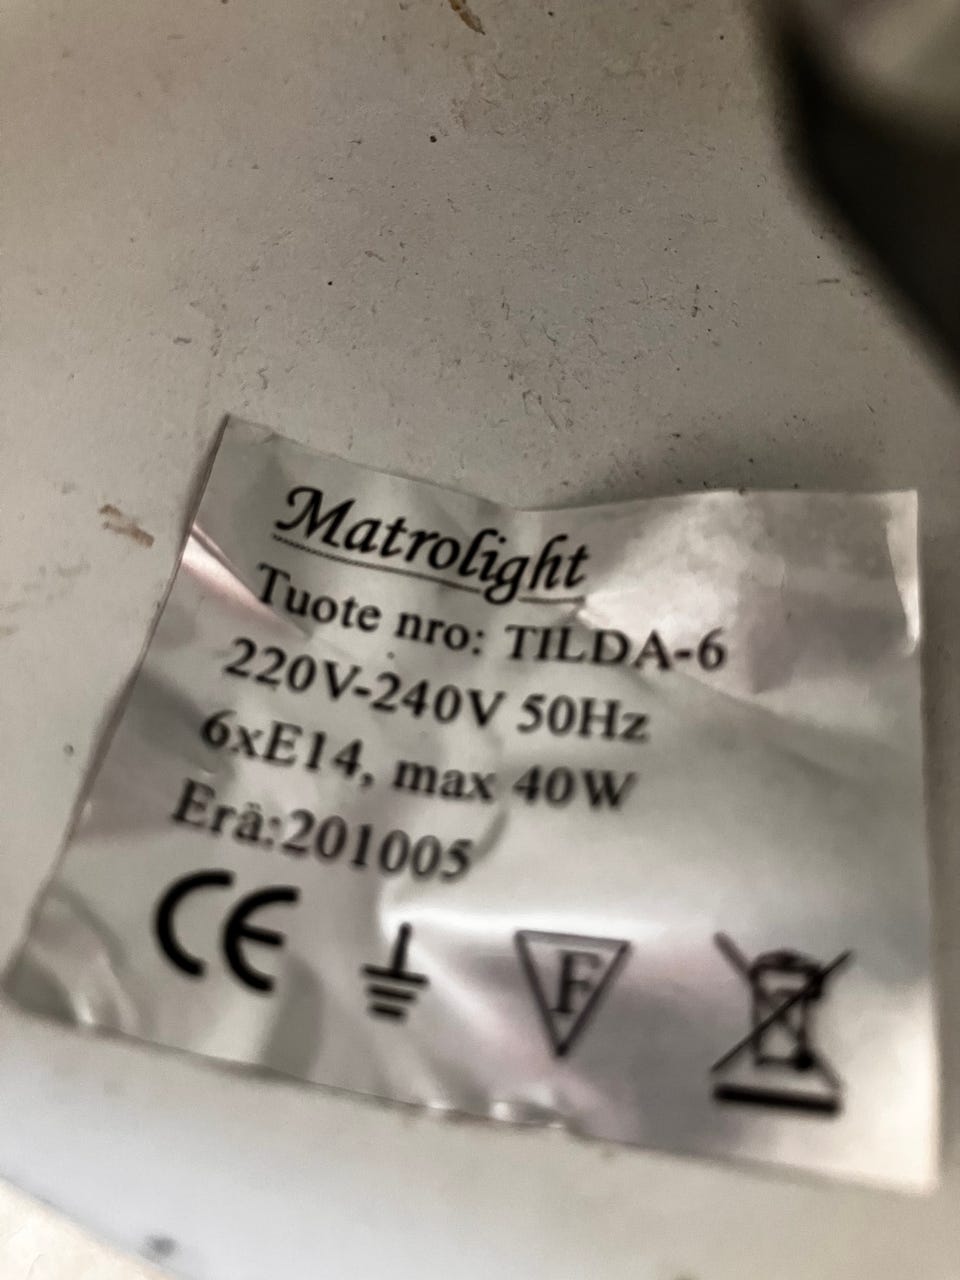 Matrolight
Tuote nro: TILDA-6
220V-240V 50Hz
6xE14, max 40W
Erä:201005
CE
F